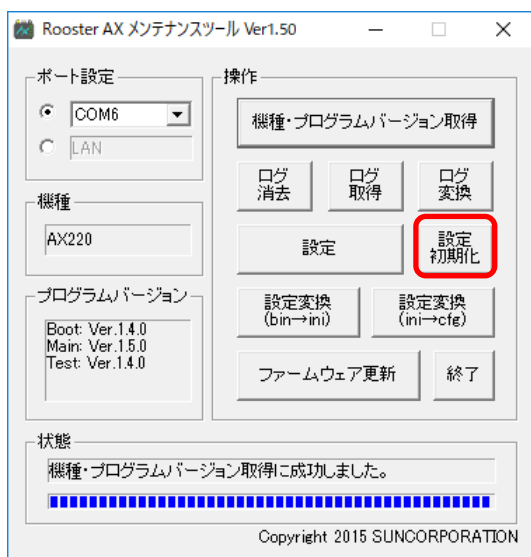 Rooster AX メンテナンスツール Ver1.50
ポート設定
COM6
LAN
機種
AX220
プログラムバージョン
Boot: Ver.1.4.0
Main: Ver.1.5.0
Test: Ver.1.4.0
操作
機種・プログラムバージョン取得
ログ
消去
ログ
取得
ログ
変換
設定
設定
初期化
設定変換
(bin→ini)
設定変換
(ini→cfg)
ファームウェア更新
終了
状態
機種・プログラムバージョン取得に成功しました。
Copyright 2015 SUNCORPORATION